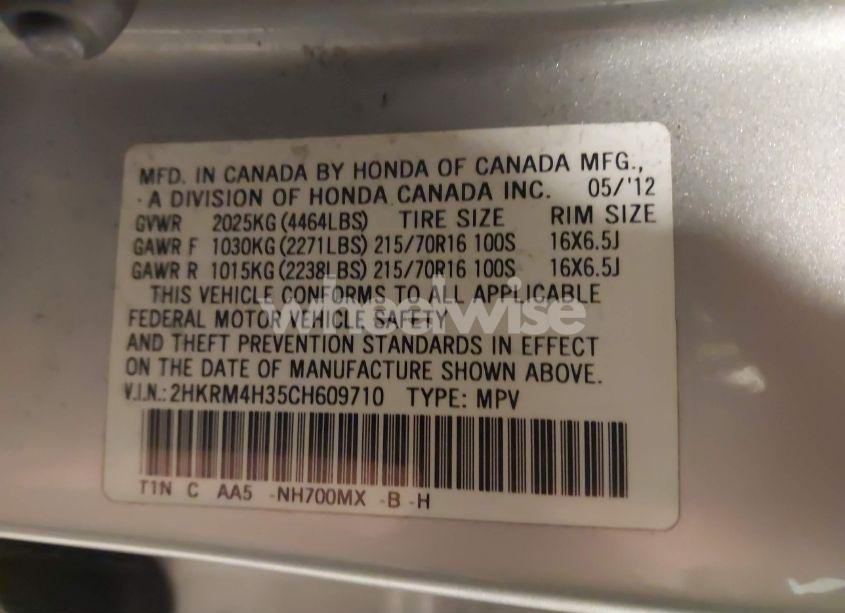 MFD. IN CANADA BY HONDA OF CANADA MFG.,
A DIVISION OF HONDA CANADA INC. 05/'12
GVWR 2025KG (4464LBS) TIRE SIZE RIM SIZE
GAWR F 1030KG (2271LBS) 215/70R16 100S 16X6.5J
GAWR R 1015KG (2238LBS) 215/70R16 100S 16X6.5J
THIS VEHICLE CONFORMS TO ALL APPLICABLE
FEDERAL MOTOR VEHICLE SAFETY
wheelwise
AND THEFT PREVENTION STANDARDS IN EFFECT
ON THE DATE OF MANUFACTURE SHOWN ABOVE.
V.I.N.: 2HKRM4H35CH609710 TYPE: MPV
T1N C AA5 -NH700MX -B -H